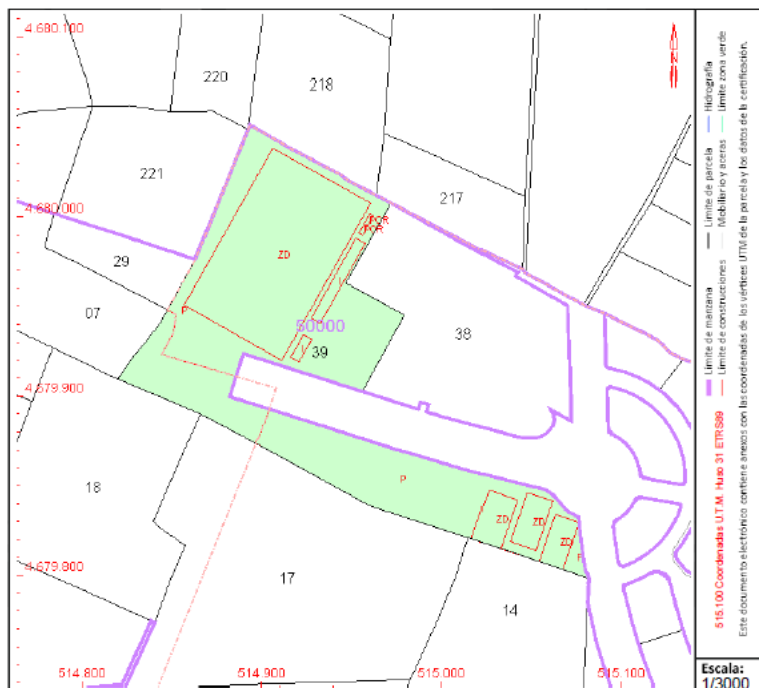 4.680.100
220
218
221
217
4.680.000
POR
POR
ZD
29
P
07
50000
38
39
4.679.900
18
P
ZD
ZD
ZD
P
4.679.800
17
14
514.800
514.900
515.000
515.100
N
Límite de manzana
Límite de parcela
Hidrografía
Límite de construcciones
Mobiliario y aceras
Límite zona verde
515.100 Coordenadas U.T.M. Huso 31 ETRS89
Este documento electrónico contiene anexos con las coordenadas de los vértices UTM de la parcela y los datos de la certificación.
Escala:
1/3000